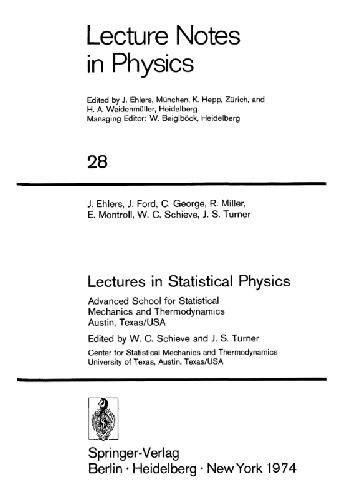 Lecture Notes
in Physics
Edited by J. Ehlers, München, K. Hepp, Zürich, and
H. A. Weidenmüller, Heidelberg
Managing Editor: W. Beiglböck, Heidelberg
28
J. Ehlers, J. Ford, C. George, R. Miller,
E. Montroll, W. C. Schieve, J. S. Turner
Lectures in Statistical Physics
Advanced School for Statistical
Mechanics and Thermodynamics
Austin, Texas/USA
Edited by W. C. Schieve and J. S. Turner
Center for Statistical Mechanics and Thermodynamics
University of Texas, Austin, Texas/USA
Springer-Verlag
Berlin · Heidelberg · New York 1974